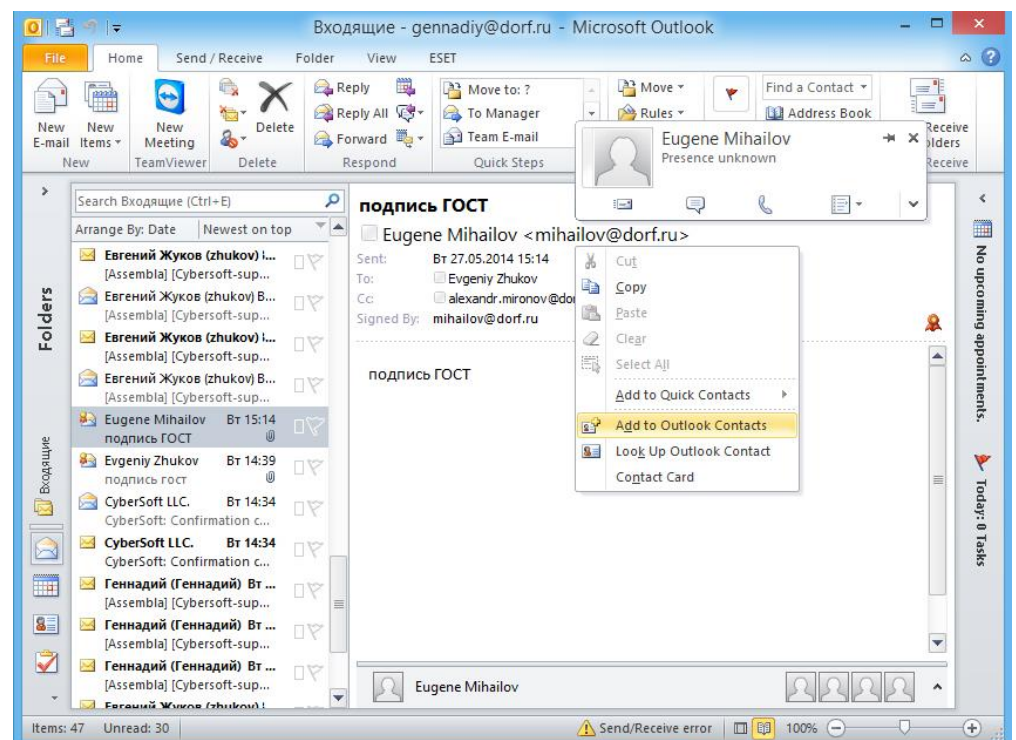 Входящие - gennadiy@dorf.ru - Microsoft Outlook
File Home Send / Receive Folder View ESET
New E-mail
New Items
New Meeting
Delete
Reply
Reply All
Forward
Move to: ?
To Manager
Team E-mail
Move
Rules
Find a Contact
Address Book
New TeamViewer Delete Respond Quick Steps
Receive
Eugene Mihailov
Presence unknown
Search Входящие (Ctrl+E)
Arrange By: Date Newest on top
Евгений Жуков (zhukov)
[Assembla] [Cybersoft-sup...
Евгений Жуков (zhukov) В...
[Assembla] [Cybersoft-sup...
Евгений Жуков (zhukov)
[Assembla] [Cybersoft-sup...
Евгений Жуков (zhukov) В...
[Assembla] [Cybersoft-sup...
Eugene Mihailov Вт 15:14
подпись ГОСТ
Evgeniy Zhukov Вт 14:39
подпись гост
CyberSoft LLC. Вт 14:34
CyberSoft: Confirmation c...
CyberSoft LLC. Вт 14:34
CyberSoft: Confirmation c...
Геннадий (Геннадий) Вт ...
[Assembla] [Cybersoft-sup...
Геннадий (Геннадий) Вт ...
[Assembla] [Cybersoft-sup...
Геннадий (Геннадий) Вт ...
[Assembla] [Cybersoft-sup...
Евгений Жуков (zhukov)
Folders
Входящие
подпись ГОСТ
Eugene Mihailov <mihailov@dorf.ru>
Sent: Вт 27.05.2014 15:14
To: Evgeniy Zhukov
Cc: alexandr.mironov@dor
Signed By: mihailov@dorf.ru
подпись ГОСТ
Cut
Copy
Paste
Clear
Select All
Add to Quick Contacts
Add to Outlook Contacts
Look Up Outlook Contact
Contact Card
Eugene Mihailov
No upcoming appointments.
Today: 0 Tasks
Items: 47 Unread: 30 Send/Receive error 100%